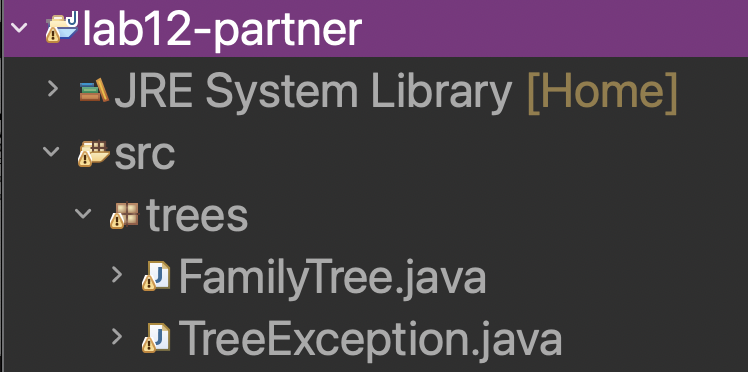 lab12-partner
JRE System Library [Home]
src
trees
FamilyTree.java
TreeException.java